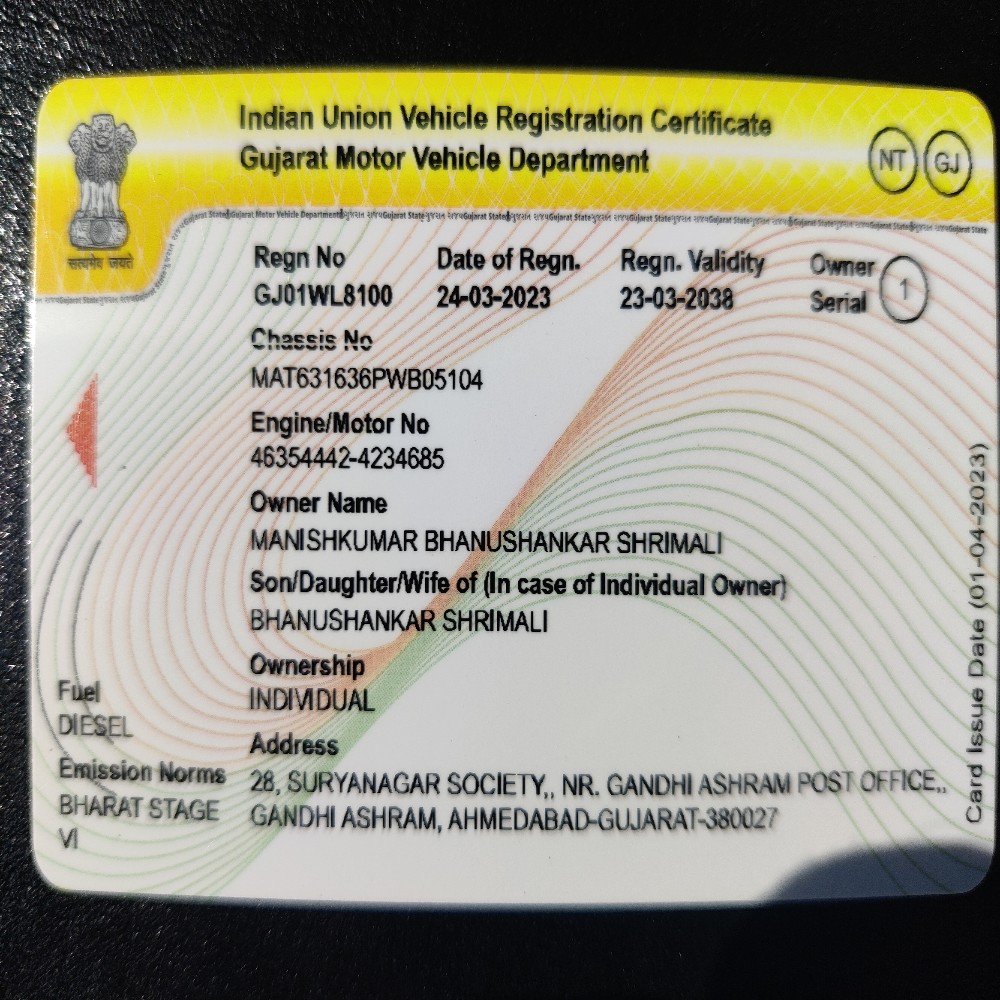 Indian Union Vehicle Registration Certificate
Gujarat Motor Vehicle Department
NT GJ
सत्यमेव जयते
Regn No Date of Regn. Regn. Validity Owner Serial 1
GJ01WL8100 24-03-2023 23-03-2038
Chassis No
MAT631636PWB05104
Engine/Motor No
46354442-4234685
Owner Name
MANISHKUMAR BHANUSHANKAR SHRIMALI
Son/Daughter/Wife of (In case of Individual Owner)
BHANUSHANKAR SHRIMALI
Ownership
INDIVIDUAL
Address
28, SURYANAGAR SOCIETY,, NR. GANDHI ASHRAM POST OFFICE,,
GANDHI ASHRAM, AHMEDABAD-GUJARAT-380027
Fuel
DIESEL
Emission Norms
BHARAT STAGE
VI
Card Issue Date (01-04-2023)